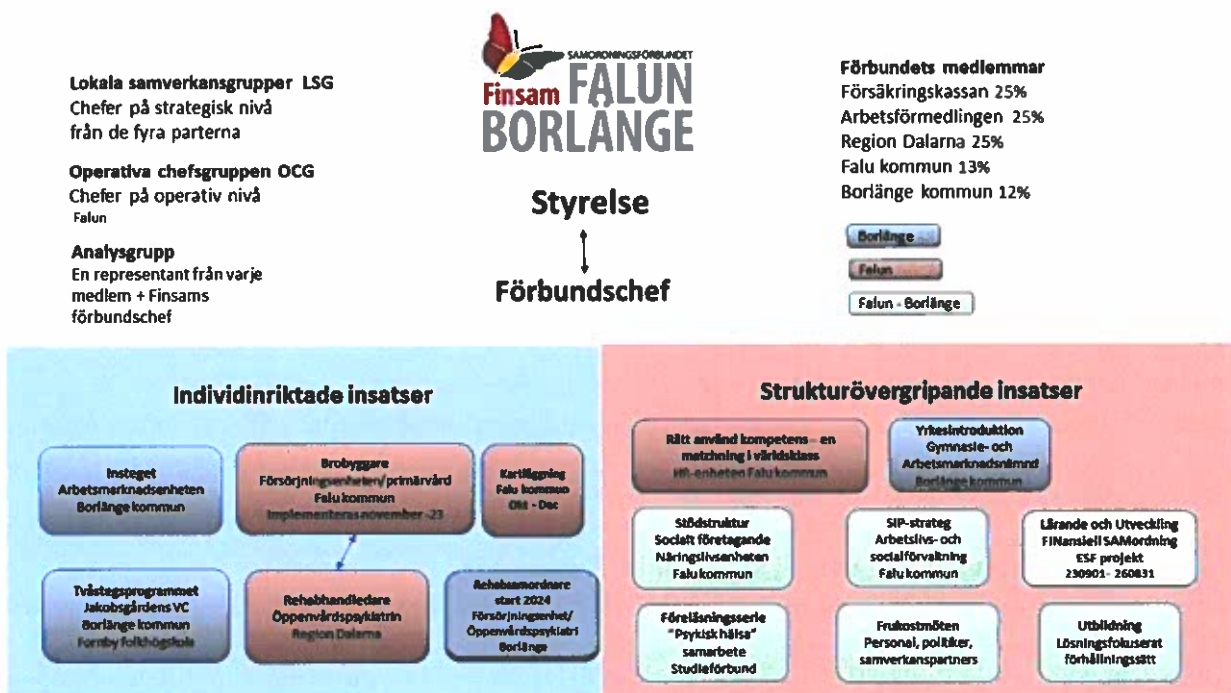 Lokala samverkansgrupper LSG
Chefer på strategisk nivå
från de fyra parterna
Operativa chefsgruppen OCG
Chefer på operativ nivå
Falun
Analysgrupp
En representant från varje
medlem + Finsams
förbundschef
SAMORDNINGSFÖRBUNDET
Finsam FALUN
BORLÄNGE
Styrelse
Förbundschef
Förbundets medlemmar
Försäkringskassan 25%
Arbetsförmedlingen 25%
Region Dalarna 25%
Falu kommun 13%
Borlänge kommun 12%
Borlänge
Falun
Falun - Borlänge
Individinriktade insatser
Insteget
Arbetsmarknadsenheten
Borlänge kommun
Brobyggare
Försörjningsenheten/primärvård
Falu kommun
Implementeras november -23
Kartläggning
Falu kommun
Okt - Dec
Tvåstegsprogrammet
Jakobsgårdens VC
Borlänge kommun
Fornby folkhögskola
Rehabhandledare
Öppenvårdspsykiatrin
Region Dalarna
Rehabsamordnare
start 2024
Försörjningsenhet/
Öppenvårdspsykiatri
Borlänge
Strukturövergripande insatser
Rätt använd kompetens – en
matchning i världsklass
HR-enheten Falu kommun
Yrkesintroduktion
Gymnasie- och
Arbetsmarknadsnämnd
Borlänge kommun
Stödstruktur
Socialt företagande
Näringslivsenheten
Falu kommun
SIP-strateg
Arbetslivs- och
socialförvaltning
Falu kommun
Lärande och Utveckling
FINansiell SAMordning
ESF projekt
230901- 260831
Föreläsningsserie
"Psykisk hälsa"
samarbete
Studieförbund
Frukostmöten
Personal, politiker,
samverkanspartners
Utbildning
Lösningsfokuserat
förhållningssätt